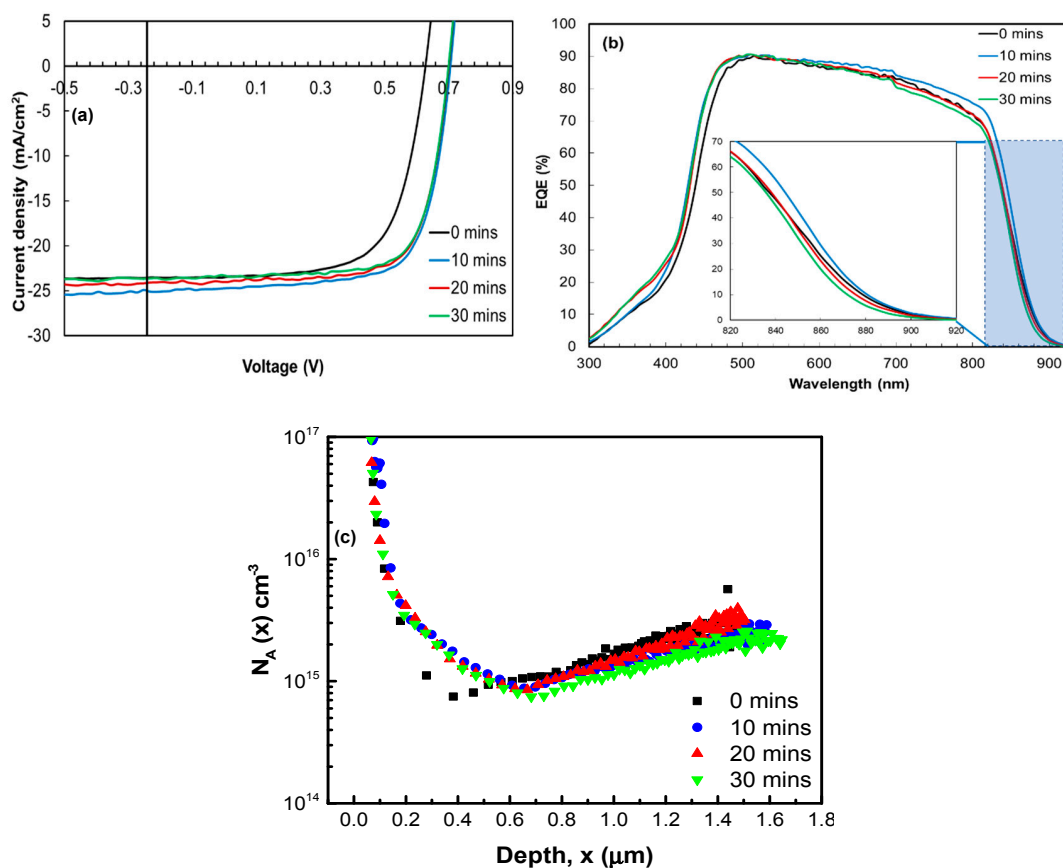 5
0
-5
-10
-15
-20
-25
-30
-0.5 -0.3 -0.1 0.1 0.3 0.5 0.7 0.9
(a)
0 mins
10 mins
20 mins
30 mins
Current density (mA/cm²)
Voltage (V)
100
90
80
70
60
50
40
30
20
10
0
(b)
0 mins
10 mins
20 mins
30 mins
70
60
50
40
30
20
10
0
820 840 860 880 900 920
300 400 500 600 700 800 900
EQE (%)
Wavelength (nm)
10¹⁷
10¹⁶
10¹⁵
10¹⁴
(c)
0 mins
10 mins
20 mins
30 mins
0.0 0.2 0.4 0.6 0.8 1.0 1.2 1.4 1.6 1.8
N_A (x) cm⁻³
Depth, x (μm)